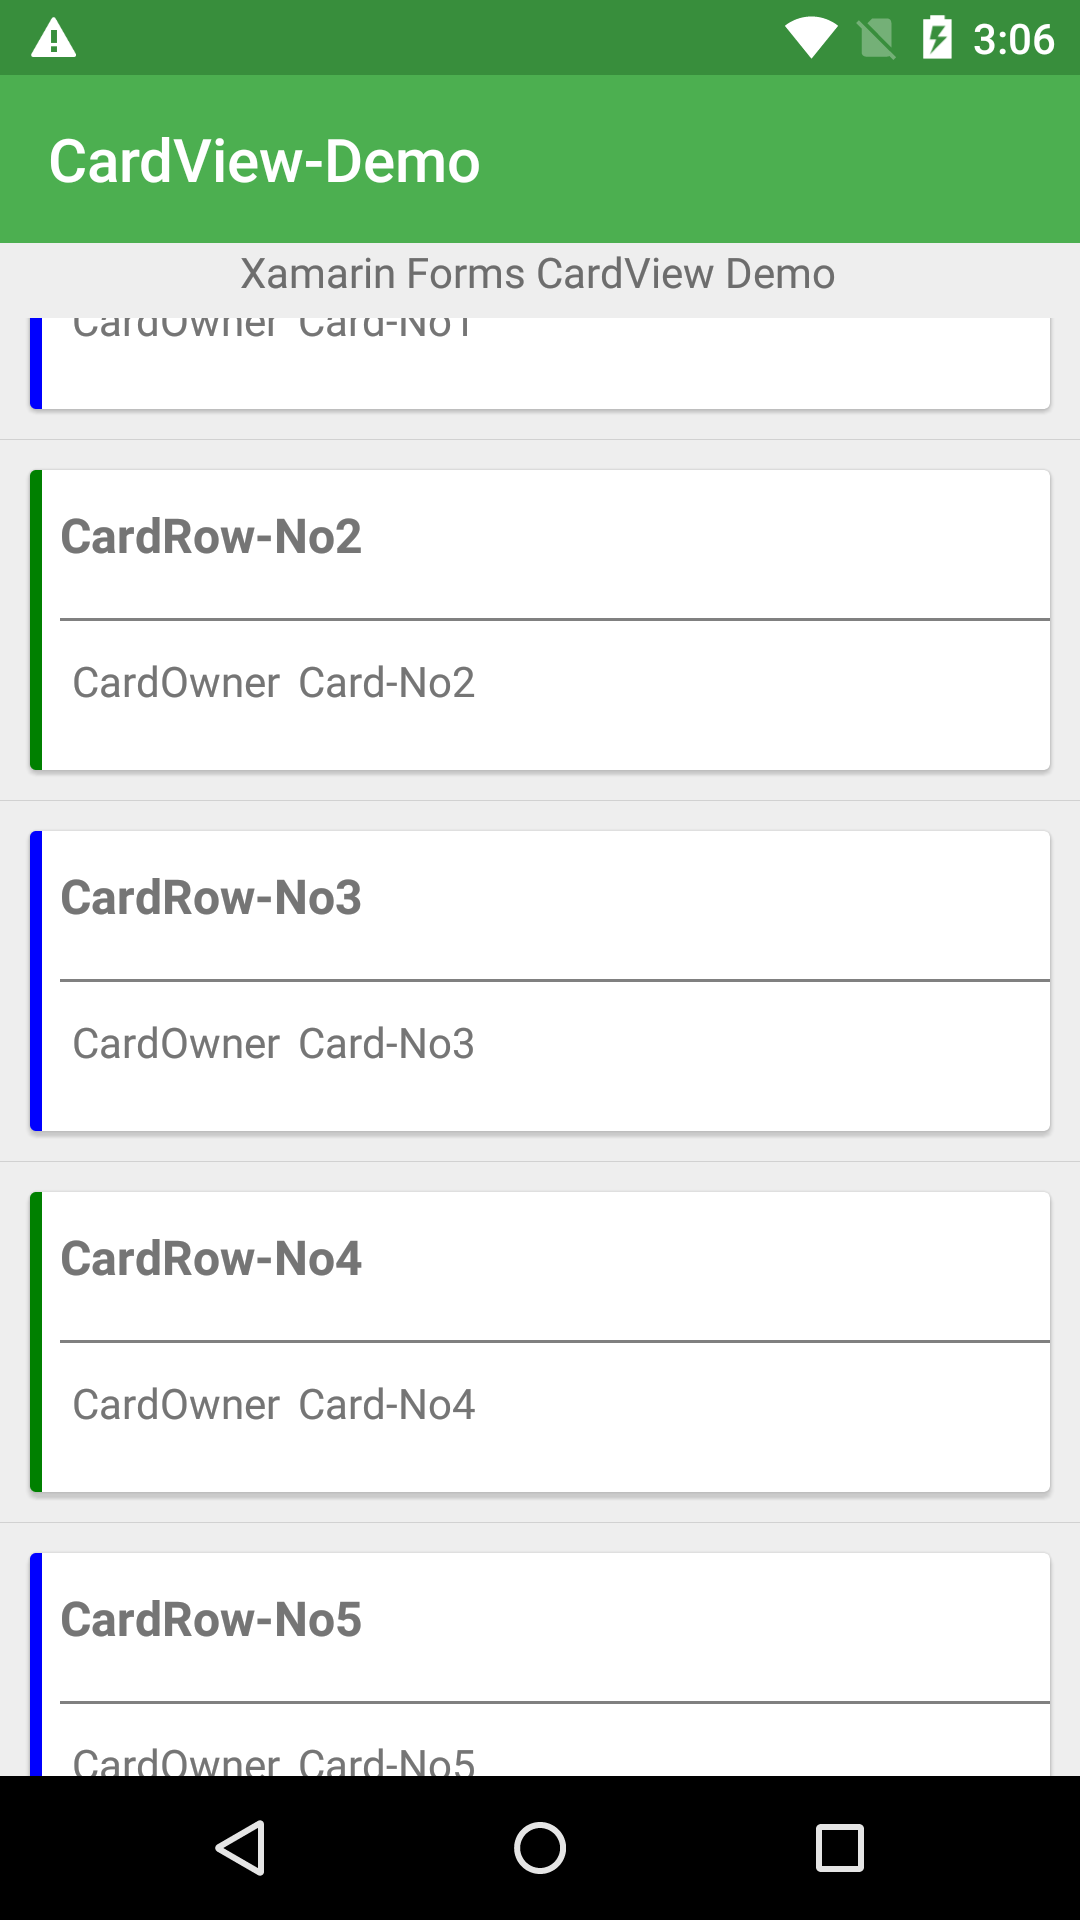 3:06
CardView-Demo
Xamarin Forms CardView Demo
CardOwner Card-No1
CardRow-No2
CardOwner Card-No2
CardRow-No3
CardOwner Card-No3
CardRow-No4
CardOwner Card-No4
CardRow-No5
CardOwner Card-No5